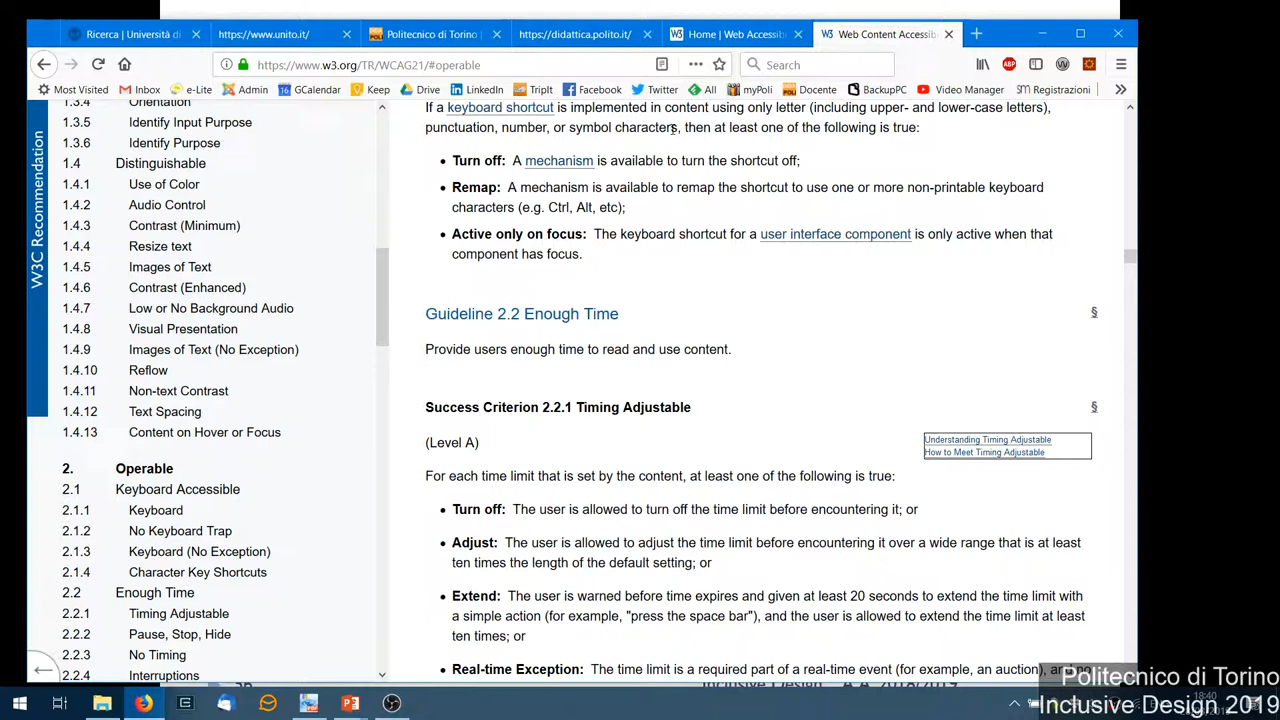 Ricerca | Università d
https://www.unito.it/
Politecnico di Torino |
https://didattica.polito.it/
Home | Web Accessib
Web Content Accessib
https://www.w3.org/TR/WCAG21/#operable
Search
Most Visited
Inbox
e-Lite
Admin
GCalendar
Keep
Drive
LinkedIn
TripIt
Facebook
Twitter
All
myPoli
Docente
BackupPC
Video Manager
Registrazioni
W3C Recommendation
1.3.4 Orientation
1.3.5 Identify Input Purpose
1.3.6 Identify Purpose
1.4 Distinguishable
1.4.1 Use of Color
1.4.2 Audio Control
1.4.3 Contrast (Minimum)
1.4.4 Resize text
1.4.5 Images of Text
1.4.6 Contrast (Enhanced)
1.4.7 Low or No Background Audio
1.4.8 Visual Presentation
1.4.9 Images of Text (No Exception)
1.4.10 Reflow
1.4.11 Non-text Contrast
1.4.12 Text Spacing
1.4.13 Content on Hover or Focus
2. Operable
2.1 Keyboard Accessible
2.1.1 Keyboard
2.1.2 No Keyboard Trap
2.1.3 Keyboard (No Exception)
2.1.4 Character Key Shortcuts
2.2 Enough Time
2.2.1 Timing Adjustable
2.2.2 Pause, Stop, Hide
2.2.3 No Timing
2.2.4 Interruptions
If a keyboard shortcut is implemented in content using only letter (including upper- and lower-case letters),
punctuation, number, or symbol characters, then at least one of the following is true:
• Turn off: A mechanism is available to turn the shortcut off;
• Remap: A mechanism is available to remap the shortcut to use one or more non-printable keyboard
characters (e.g. Ctrl, Alt, etc);
• Active only on focus: The keyboard shortcut for a user interface component is only active when that
component has focus.
Guideline 2.2 Enough Time §
Provide users enough time to read and use content.
Success Criterion 2.2.1 Timing Adjustable §
(Level A)
Understanding Timing Adjustable
How to Meet Timing Adjustable
For each time limit that is set by the content, at least one of the following is true:
• Turn off: The user is allowed to turn off the time limit before encountering it; or
• Adjust: The user is allowed to adjust the time limit before encountering it over a wide range that is at least
ten times the length of the default setting; or
• Extend: The user is warned before time expires and given at least 20 seconds to extend the time limit with
a simple action (for example, "press the space bar"), and the user is allowed to extend the time limit at least
ten times; or
• Real-time Exception: The time limit is a required part of a real-time event (for example, an auction), and no
Politecnico di Torino
Inclusive Design 2019
18:40